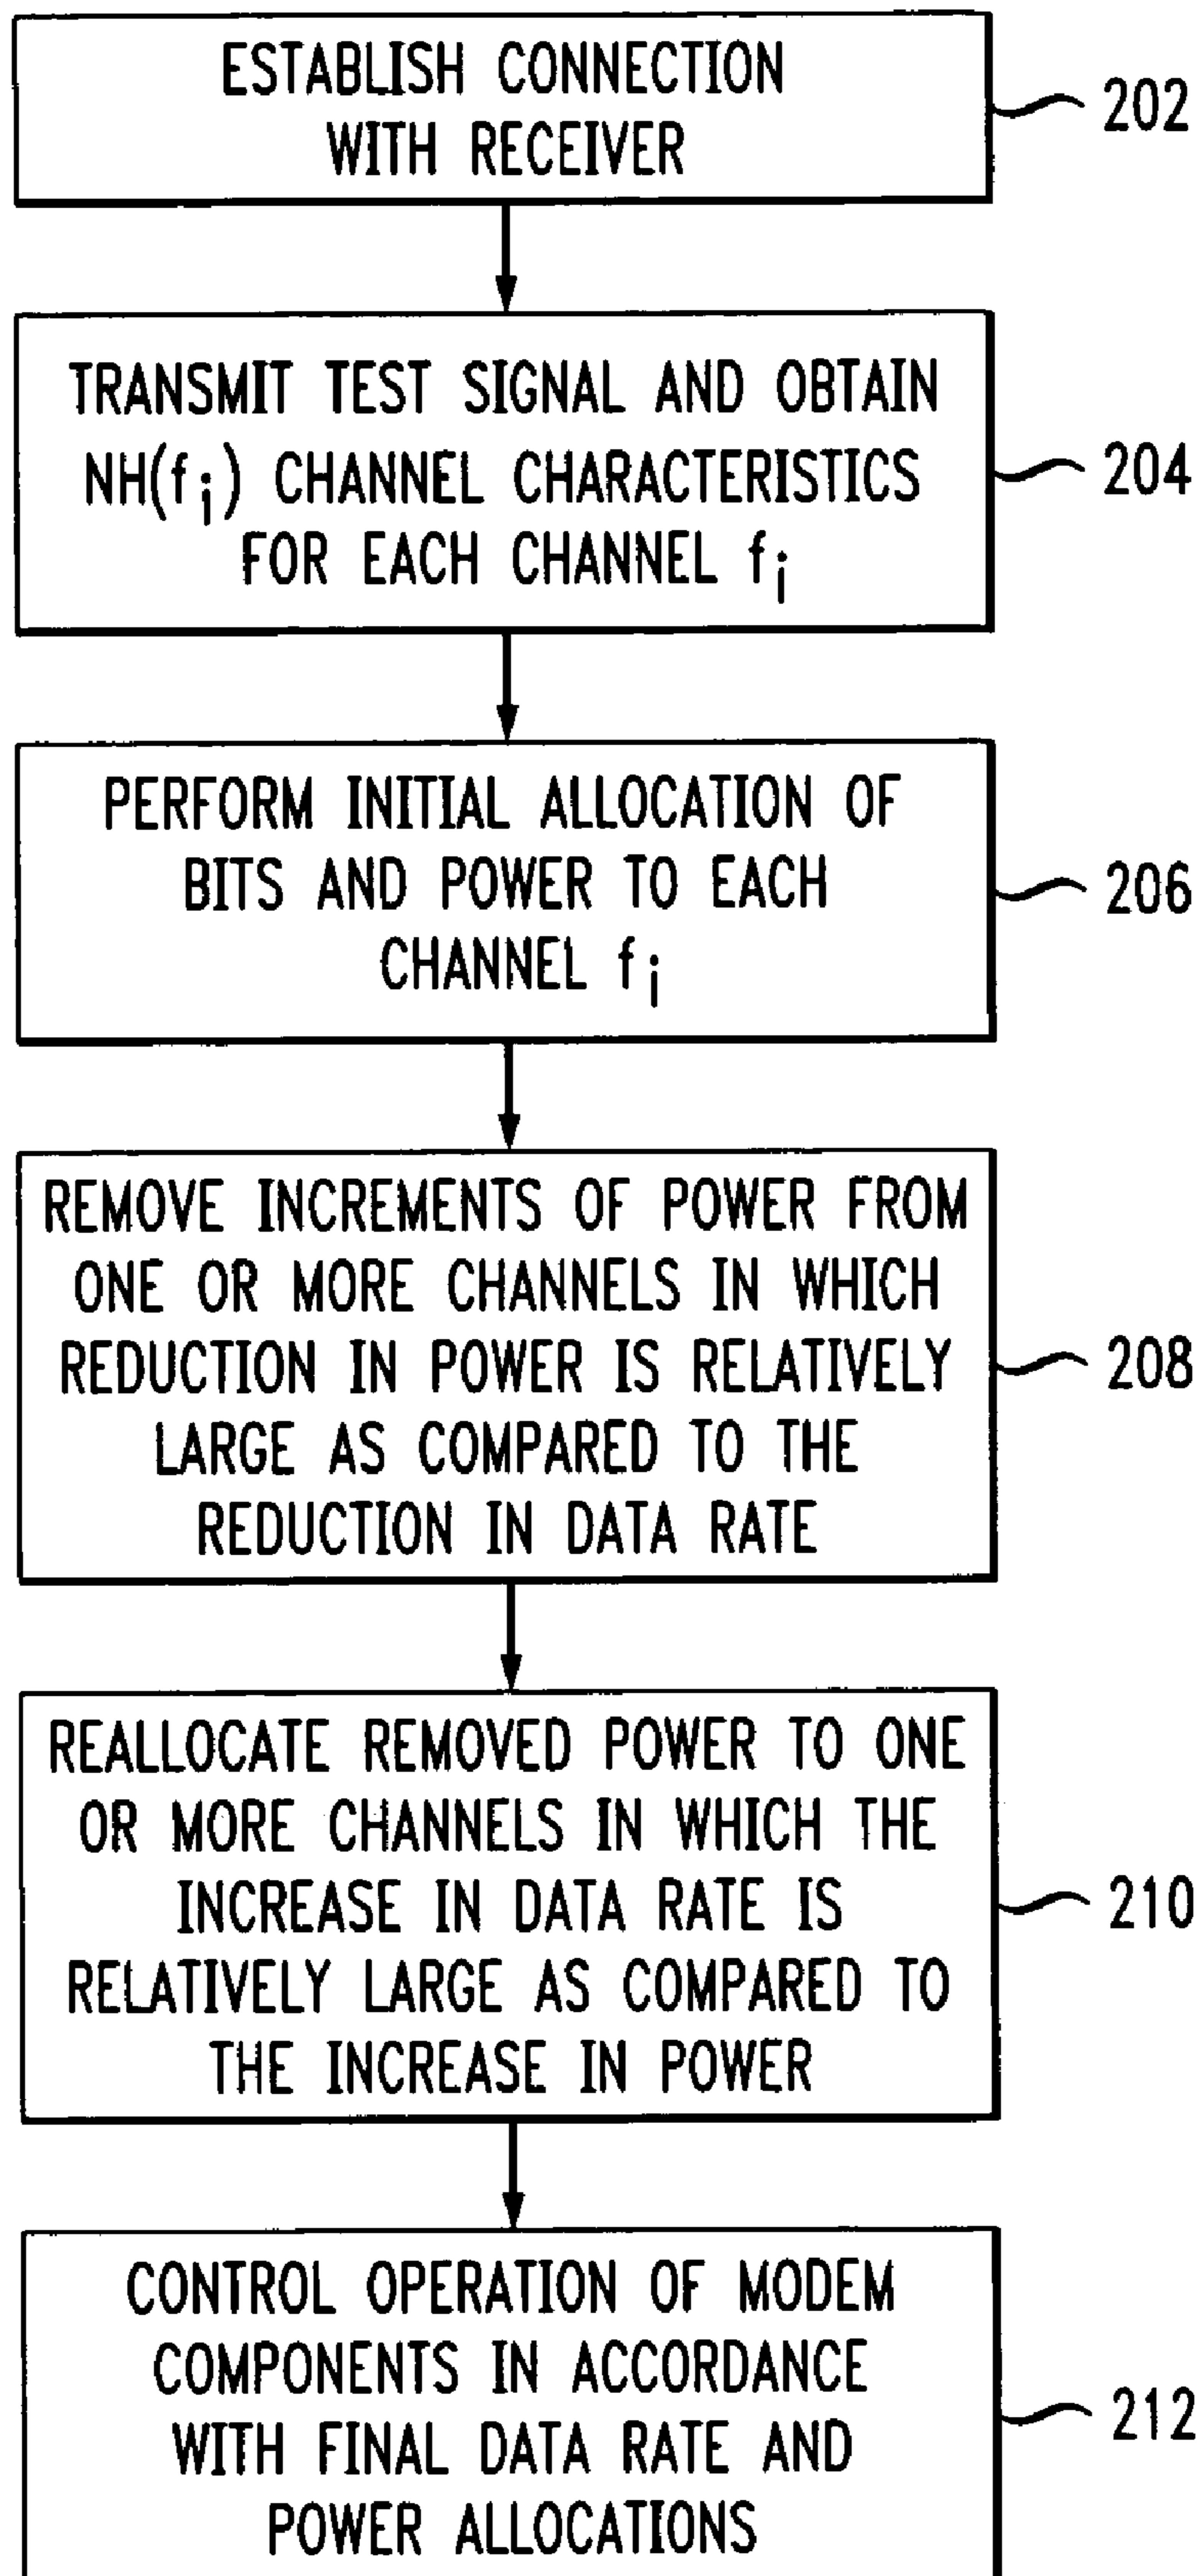 ESTABLISH CONNECTION
WITH RECEIVER
202
TRANSMIT TEST SIGNAL AND OBTAIN
NH(fi) CHANNEL CHARACTERISTICS
FOR EACH CHANNEL fi
204
PERFORM INITIAL ALLOCATION OF
BITS AND POWER TO EACH
CHANNEL fi
206
REMOVE INCREMENTS OF POWER FROM
ONE OR MORE CHANNELS IN WHICH
REDUCTION IN POWER IS RELATIVELY
LARGE AS COMPARED TO THE
REDUCTION IN DATA RATE
208
REALLOCATE REMOVED POWER TO ONE
OR MORE CHANNELS IN WHICH THE
INCREASE IN DATA RATE IS
RELATIVELY LARGE AS COMPARED TO
THE INCREASE IN POWER
210
CONTROL OPERATION OF MODEM
COMPONENTS IN ACCORDANCE
WITH FINAL DATA RATE AND
POWER ALLOCATIONS
212